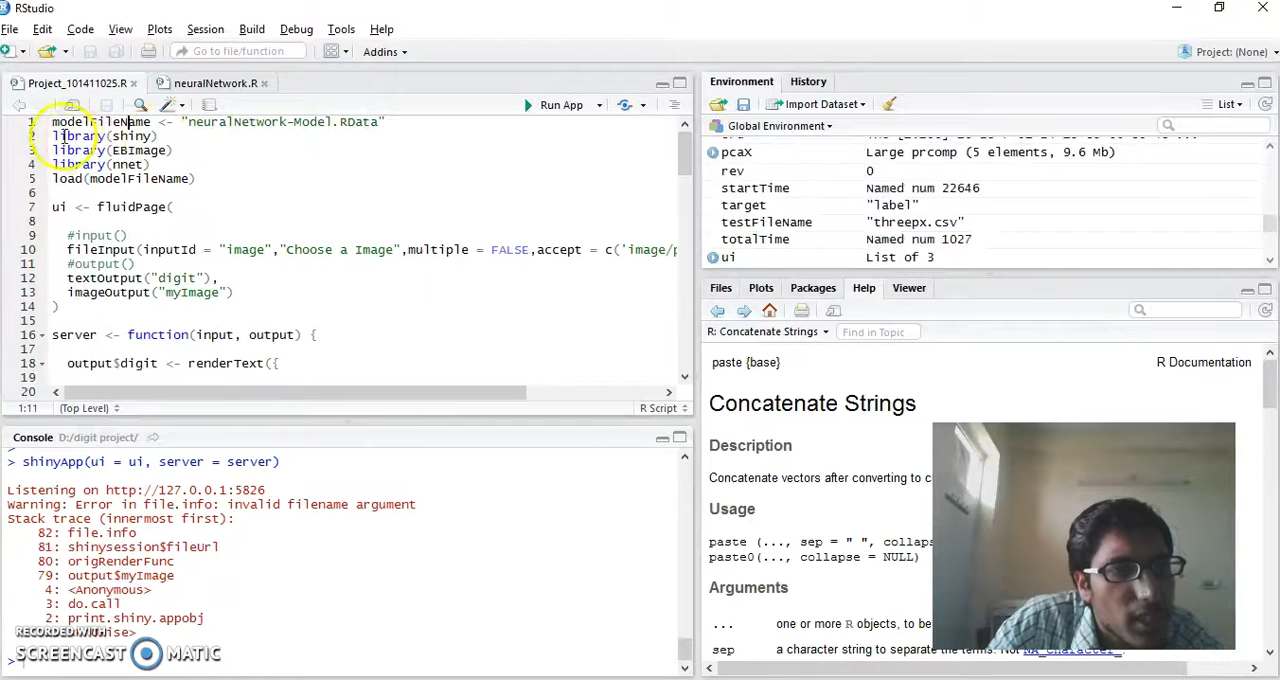 RStudio
File Edit Code View Plots Session Build Debug Tools Help
Go to file/function Addins Project: (None)
Project_101411025.R neuralNetwork.R
Run App
1 modelFileName <- "neuralNetwork-Model.RData"
2 library(shiny)
3 library(EBImage)
4 library(nnet)
5 load(modelFileName)
6
7 ui <- fluidPage(
8
9 #input()
10 fileInput(inputId = "image","Choose a Image",multiple = FALSE,accept = c('image/p
11 #output()
12 textOutput("digit"),
13 imageOutput("myImage")
14 )
15
16 server <- function(input, output) {
17
18 output$digit <- renderText({
19
20
1:11 (Top Level) R Script
Console D:/digit project/
> shinyApp(ui = ui, server = server)
Listening on http://127.0.0.1:5826
Warning: Error in file.info: invalid filename argument
Stack trace (innermost first):
82: file.info
81: shinysession$fileUrl
80: origRenderFunc
79: output$myImage
4: <Anonymous>
3: do.call
2: print.shiny.appobj
RECORDED WITH
SCREENCAST MATIC
>
Environment History
Import Dataset List
Global Environment
pcaX Large prcomp (5 elements, 9.6 Mb)
rev 0
startTime Named num 22646
target "label"
testFileName "threepx.csv"
totalTime Named num 1027
ui List of 3
Files Plots Packages Help Viewer
R: Concatenate Strings Find in Topic
paste {base} R Documentation
Concatenate Strings
Description
Concatenate vectors after converting to c
Usage
paste (..., sep = " ", collaps
paste0(..., collapse = NULL)
Arguments
... one or more R objects, to be
sep a character string to separate the terms. Not NA_character_.